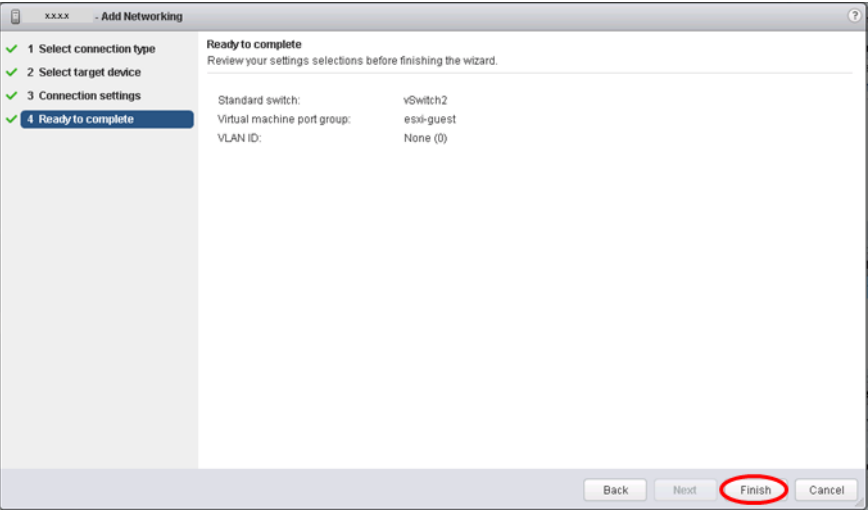 x.x.x.x - Add Networking
?
1 Select connection type
2 Select target device
3 Connection settings
4 Ready to complete
Ready to complete
Review your settings selections before finishing the wizard.
Standard switch: vSwitch2
Virtual machine port group: esxi-guest
VLAN ID: None (0)
Back Next Finish Cancel